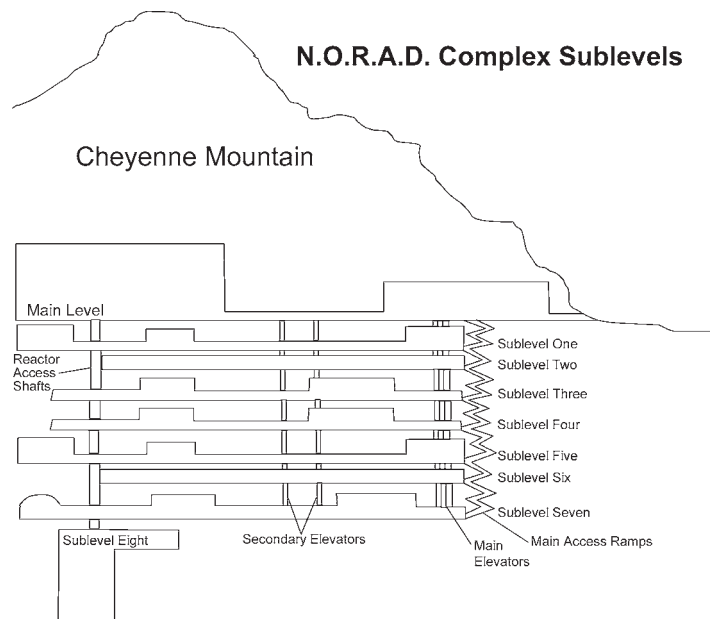 N.O.R.A.D. Complex Sublevels
Cheyenne Mountain
Main Level
Reactor
Access
Shafts
Sublevel One
Sublevel Two
Sublevel Three
Sublevel Four
Sublevel Five
Sublevel Six
Sublevel Seven
Sublevel Eight
Secondary Elevators
Main
Elevators
Main Access Ramps